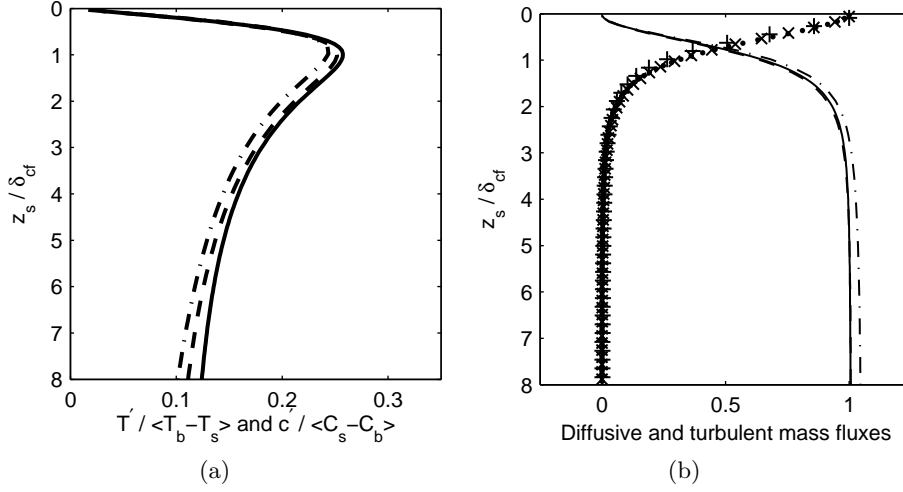 0
1
2
3
4
5
6
7
8
z_s / δ_cf
0 0.1 0.2 0.3
T′ / <T_b−T_s> and c′ / <C_s−C_b>
(a)
0
1
2
3
4
5
6
7
8
z_s / δ_cf
0 0.5 1
Diffusive and turbulent mass fluxes
(b)